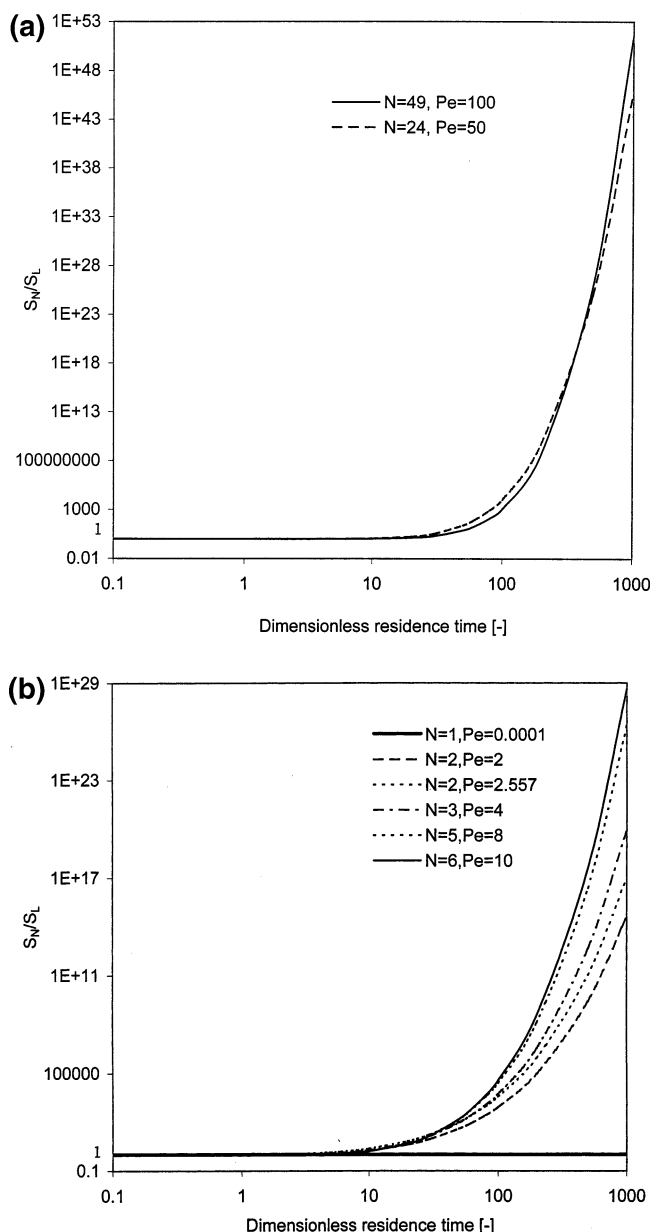 (a)
1E+53
1E+48
1E+43
1E+38
1E+33
1E+28
1E+23
1E+18
1E+13
100000000
1000
1
0.01
S_N/S_L
N=49, Pe=100
N=24, Pe=50
0.1 1 10 100 1000
Dimensionless residence time [-]
(b)
1E+29
1E+23
1E+17
1E+11
100000
1
0.1
S_N/S_L
N=1,Pe=0.0001
N=2,Pe=2
N=2,Pe=2.557
N=3,Pe=4
N=5,Pe=8
N=6,Pe=10
0.1 1 10 100 1000
Dimensionless residence time [-]